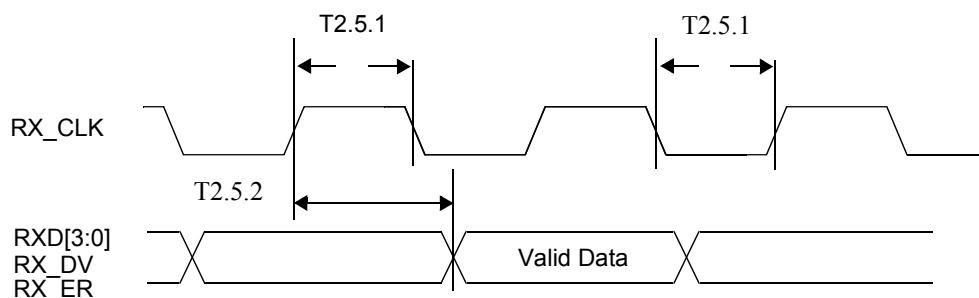 T2.5.1
T2.5.1
RX_CLK
T2.5.2
RXD[3:0]
RX_DV
Valid Data
RX_ER